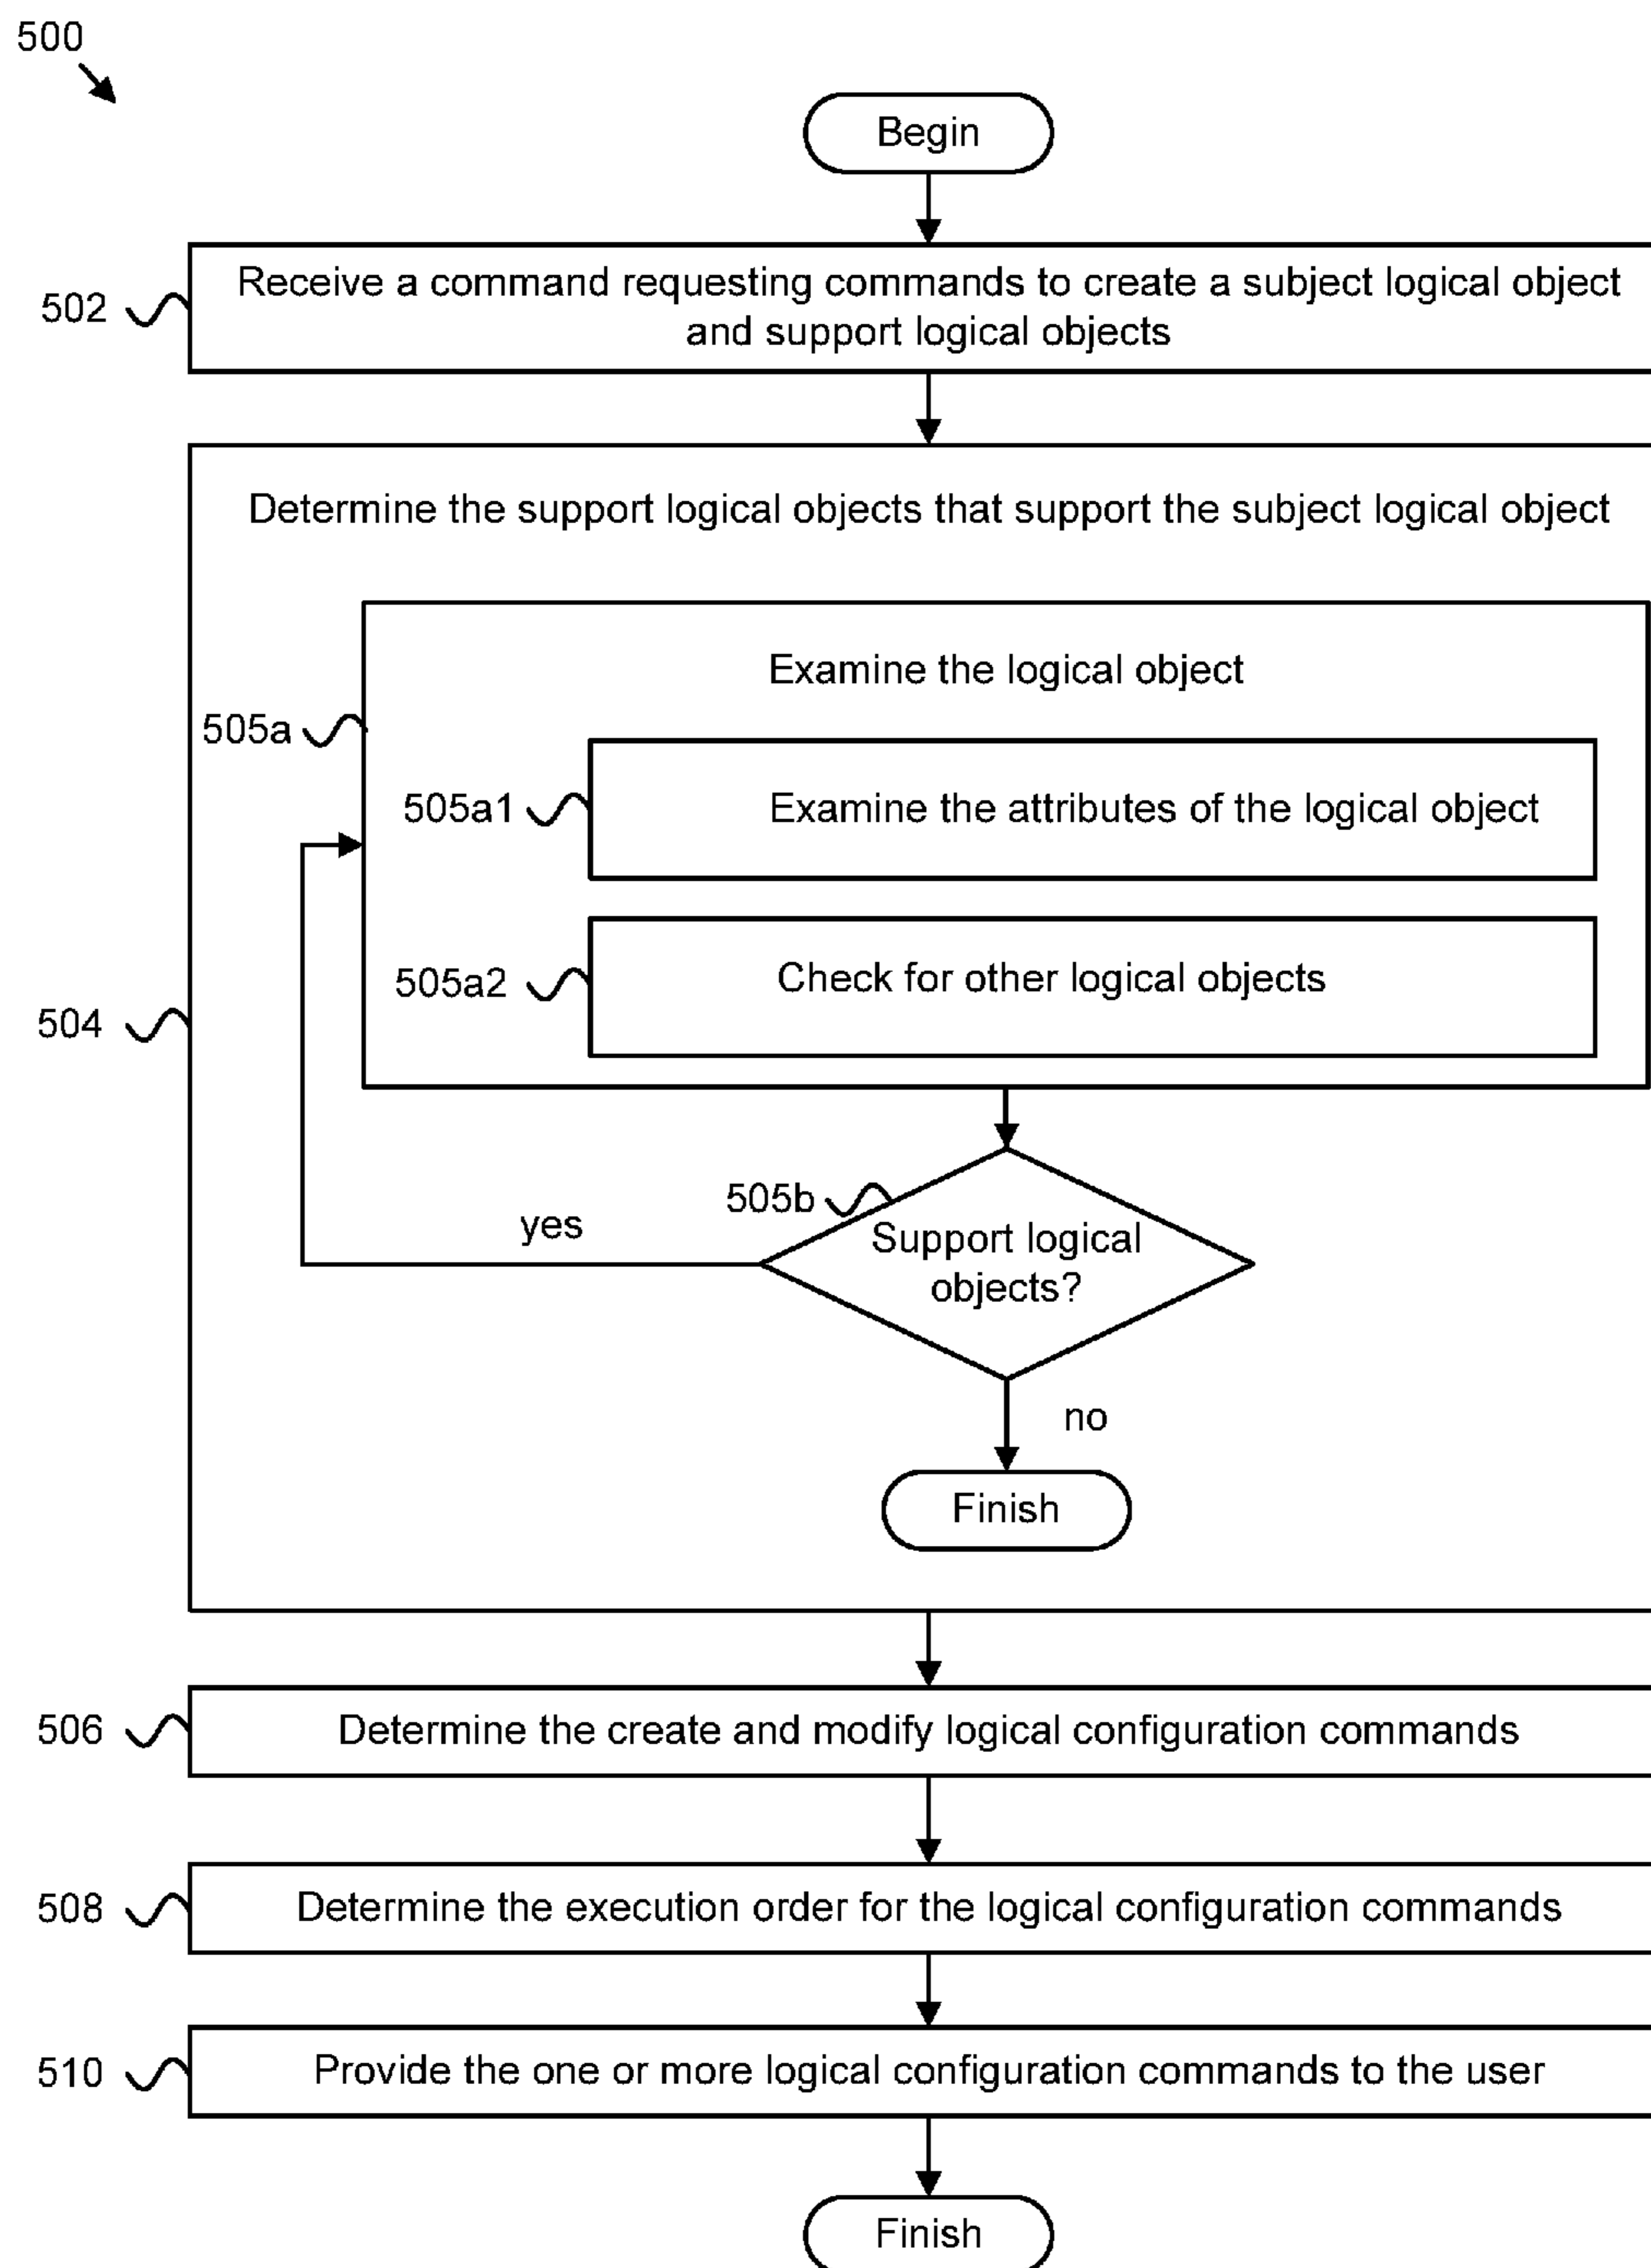 500
Begin
502
Receive a command requesting commands to create a subject logical object
and support logical objects
Determine the support logical objects that support the subject logical object
Examine the logical object
505a
505a1
Examine the attributes of the logical object
505a2
Check for other logical objects
504
505b
yes
Support logical
objects?
no
Finish
506
Determine the create and modify logical configuration commands
508
Determine the execution order for the logical configuration commands
510
Provide the one or more logical configuration commands to the user
Finish